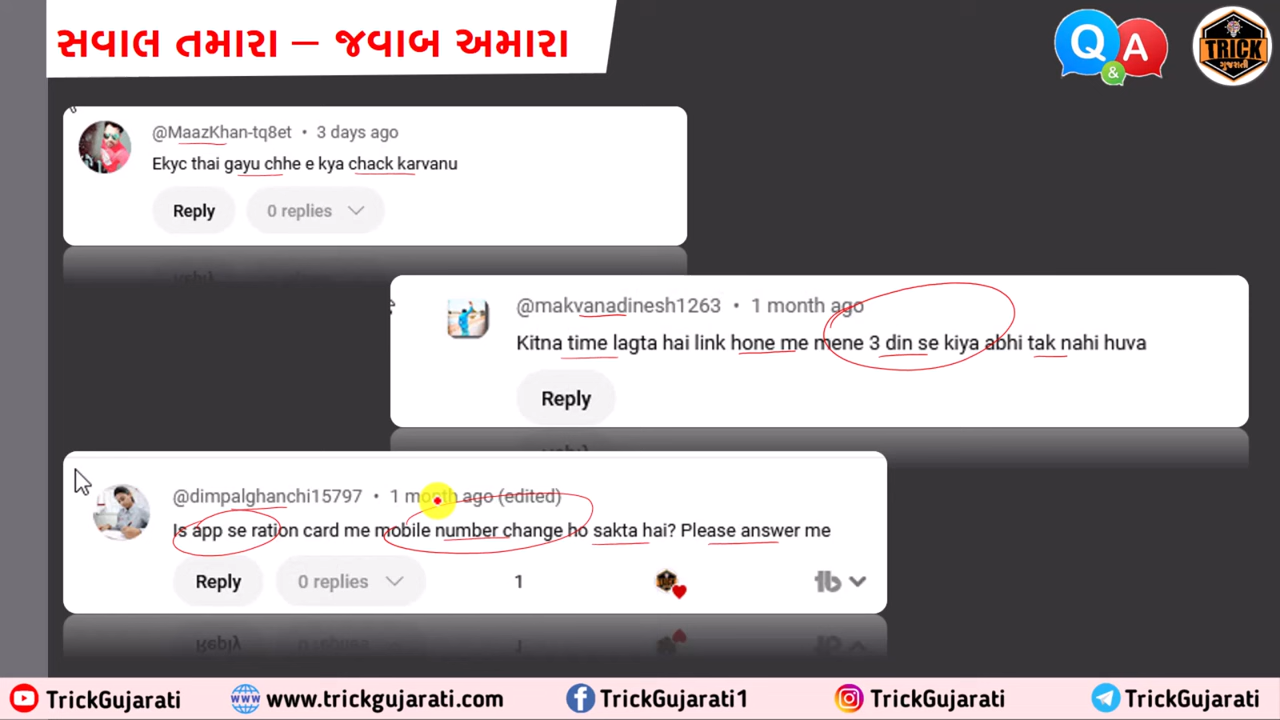 સવાલ તમારા – જવાબ અમારા
Q & A
TRICK
ગુજરાતી
@MaazKhan-tq8et • 3 days ago
Ekyc thai gayu chhe e kya chack karvanu
Reply 0 replies
@makvanadinesh1263 • 1 month ago
Kitna time lagta hai link hone me mene 3 din se kiya abhi tak nahi huva
Reply
@dimpalghanchi15797 • 1 month ago (edited)
Is app se ration card me mobile number change ho sakta hai? Please answer me
Reply 0 replies 1
TrickGujarati www.trickgujarati.com TrickGujarati1 TrickGujarati TrickGujarati